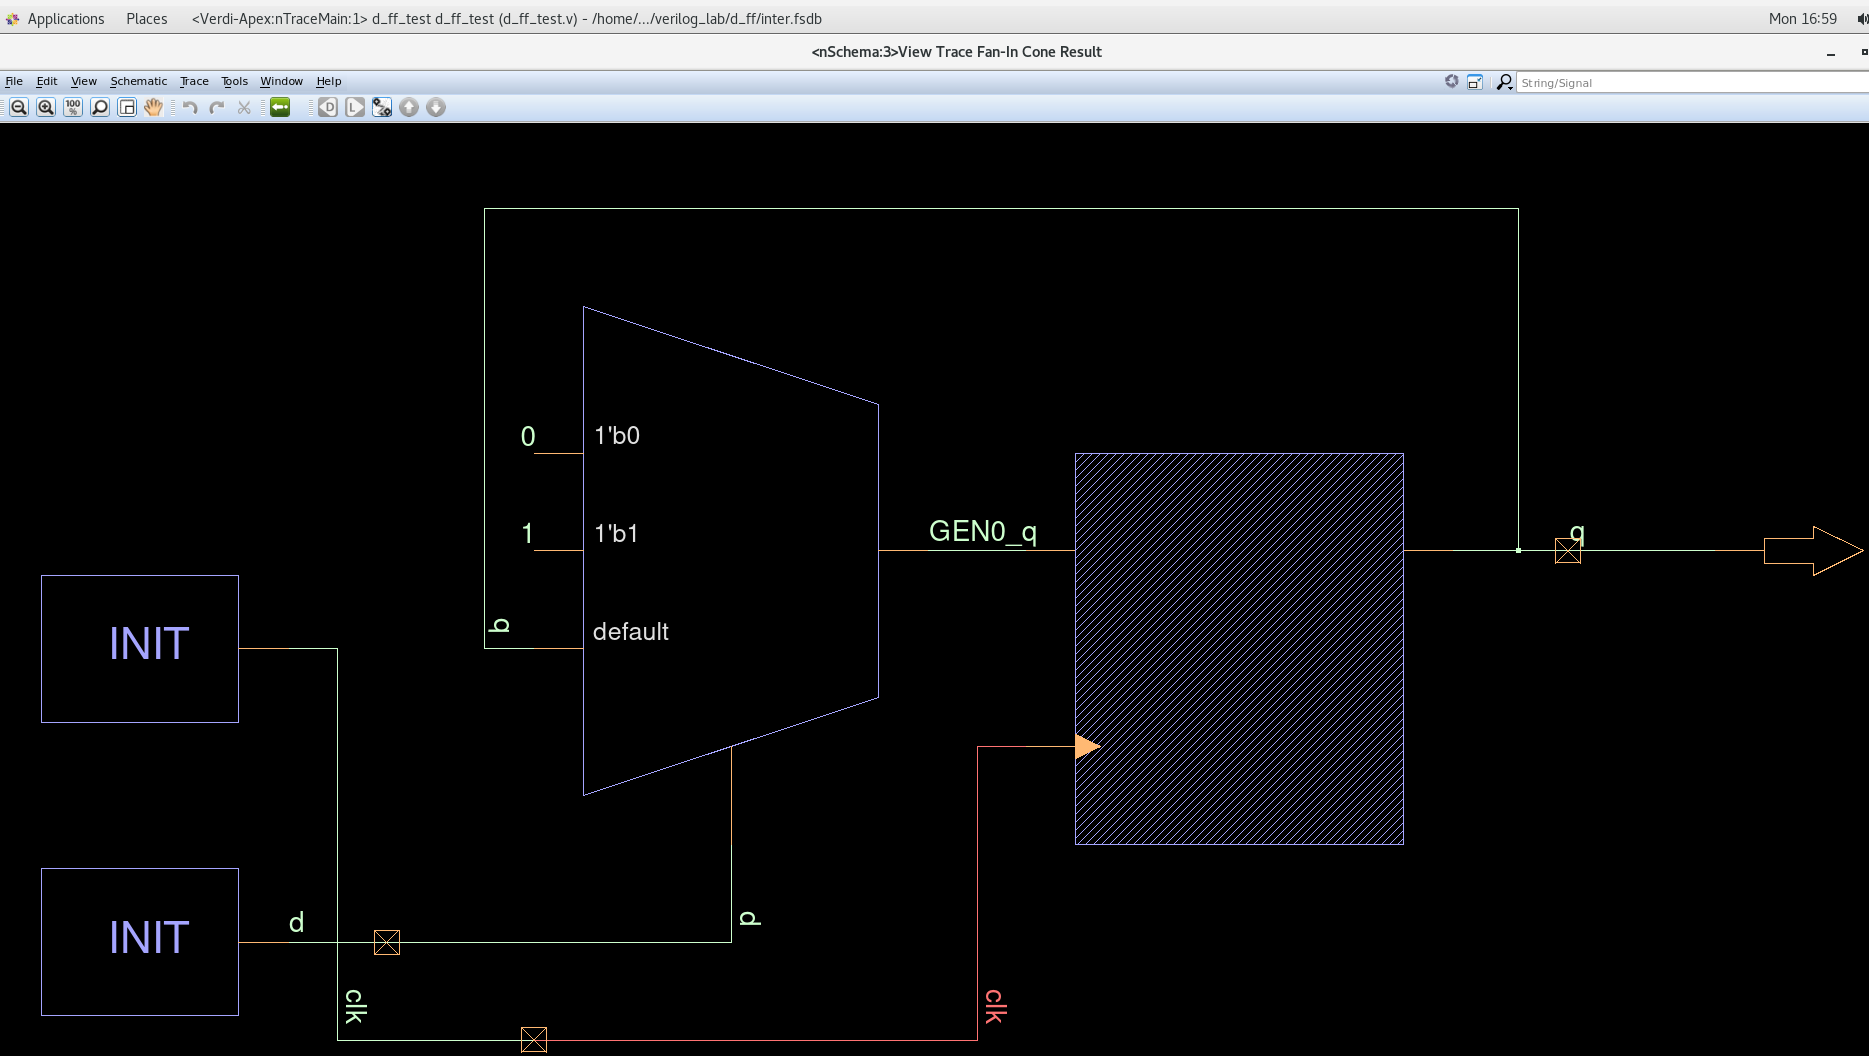 Applications Places <Verdi-Apex:nTraceMain:1> d_ff_test d_ff_test (d_ff_test.v) - /home/.../verilog_lab/d_ff/inter.fsdb Mon 16:59
<nSchema:3>View Trace Fan-In Cone Result
File Edit View Schematic Trace Tools Window Help String/Signal
100 %
D L
0 1'b0
1 1'b1
GEN0_q
q
q default
INIT
INIT
d
d
clk
clk